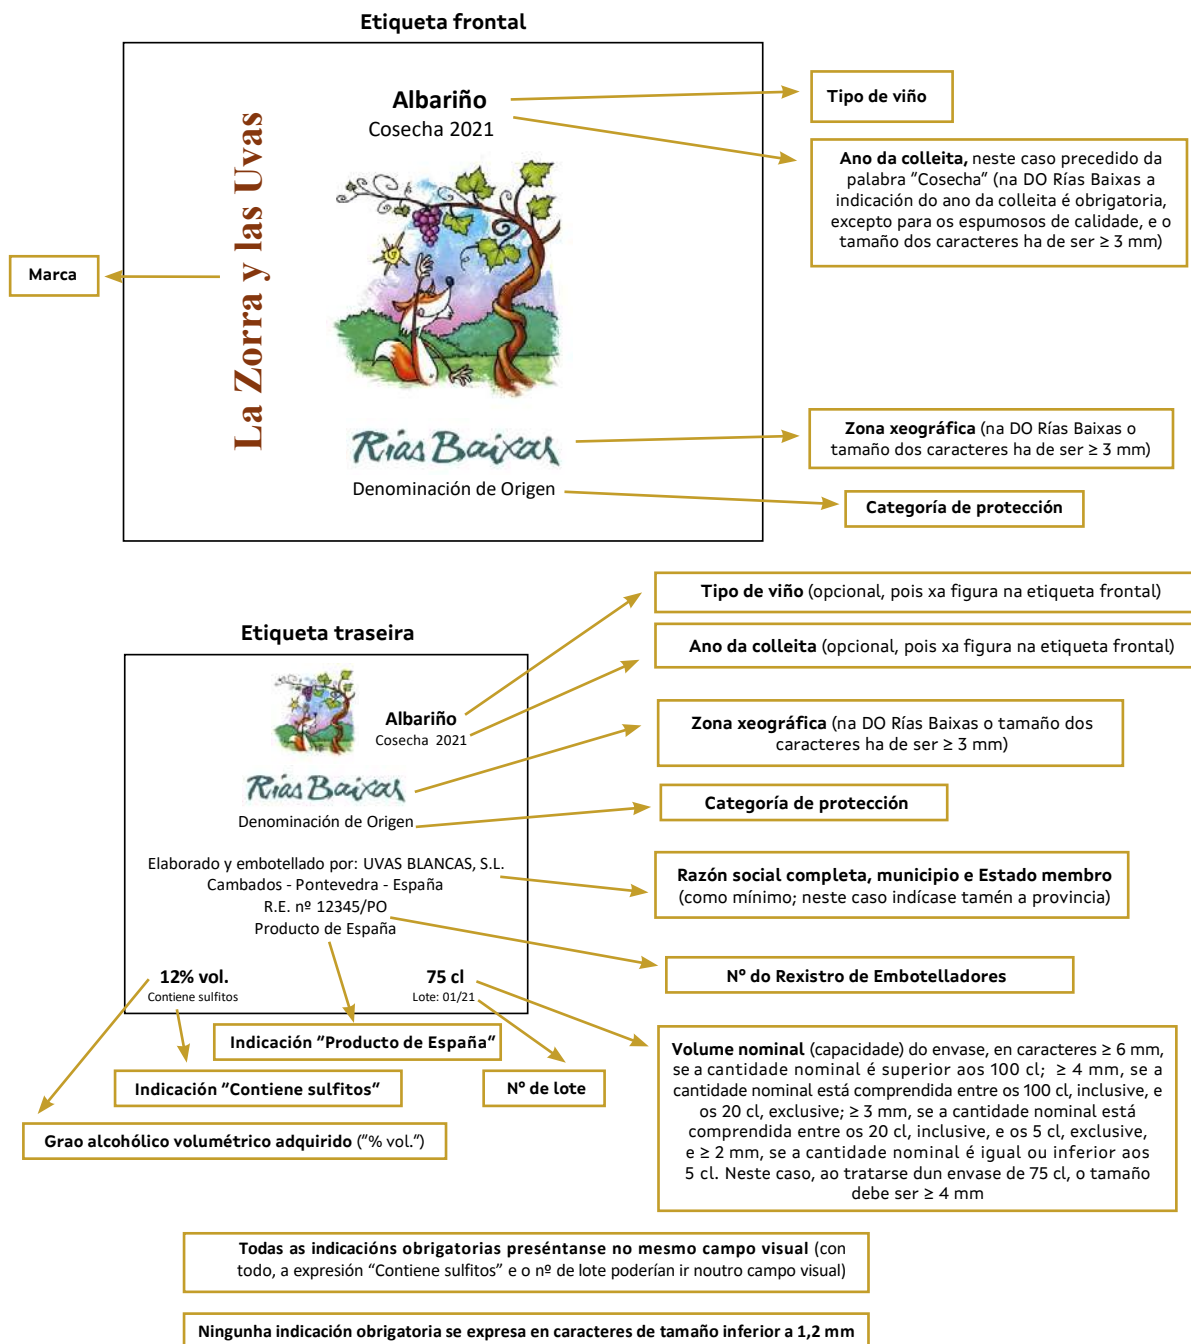 Etiqueta frontal
Albariño
Cosecha 2021
La Zorra y las Uvas
Rías Baixas
Denominación de Origen
Marca
Tipo de viño
Ano da colleita, neste caso precedido da
palabra “Cosecha” (na DO Rías Baixas a
indicación do ano da colleita é obrigatoria,
excepto para os espumosos de calidade, e o
tamaño dos caracteres ha de ser ≥ 3 mm)
Zona xeográfica (na DO Rías Baixas o
tamaño dos caracteres ha de ser ≥ 3 mm)
Categoría de protección
Etiqueta traseira
Albariño
Cosecha 2021
Rías Baixas
Denominación de Origen
Elaborado y embotellado por: UVAS BLANCAS, S.L.
Cambados - Pontevedra - España
R.E. nº 12345/PO
Producto de España
12% vol.
Contiene sulfitos
75 cl
Lote: 01/21
Tipo de viño (opcional, pois xa figura na etiqueta frontal)
Ano da colleita (opcional, pois xa figura na etiqueta frontal)
Zona xeográfica (na DO Rías Baixas o tamaño dos
caracteres ha de ser ≥ 3 mm)
Categoría de protección
Razón social completa, municipio e Estado membro
(como mínimo; neste caso indícase tamén a provincia)
Nº do Rexistro de Embotelladores
Indicación “Producto de España“
Indicación “Contiene sulfitos“
Nº de lote
Grao alcohólico volumétrico adquirido (“% vol.“)
Volume nominal (capacidade) do envase, en caracteres ≥ 6 mm,
se a cantidade nominal é superior aos 100 cl; ≥ 4 mm, se a
cantidade nominal está comprendida entre os 100 cl, inclusive, e
os 20 cl, exclusive; ≥ 3 mm, se a cantidade nominal está
comprendida entre os 20 cl, inclusive, e os 5 cl, exclusive,
e ≥ 2 mm, se a cantidade nominal é igual ou inferior aos
5 cl. Neste caso, ao tratarse dun envase de 75 cl, o tamaño
debe ser ≥ 4 mm
Todas as indicacións obrigatorias preséntanse no mesmo campo visual (con
todo, a expresión “Contiene sulfitos” e o nº de lote poderían ir noutro campo visual)
Ningunha indicación obrigatoria se expresa en caracteres de tamaño inferior a 1,2 mm